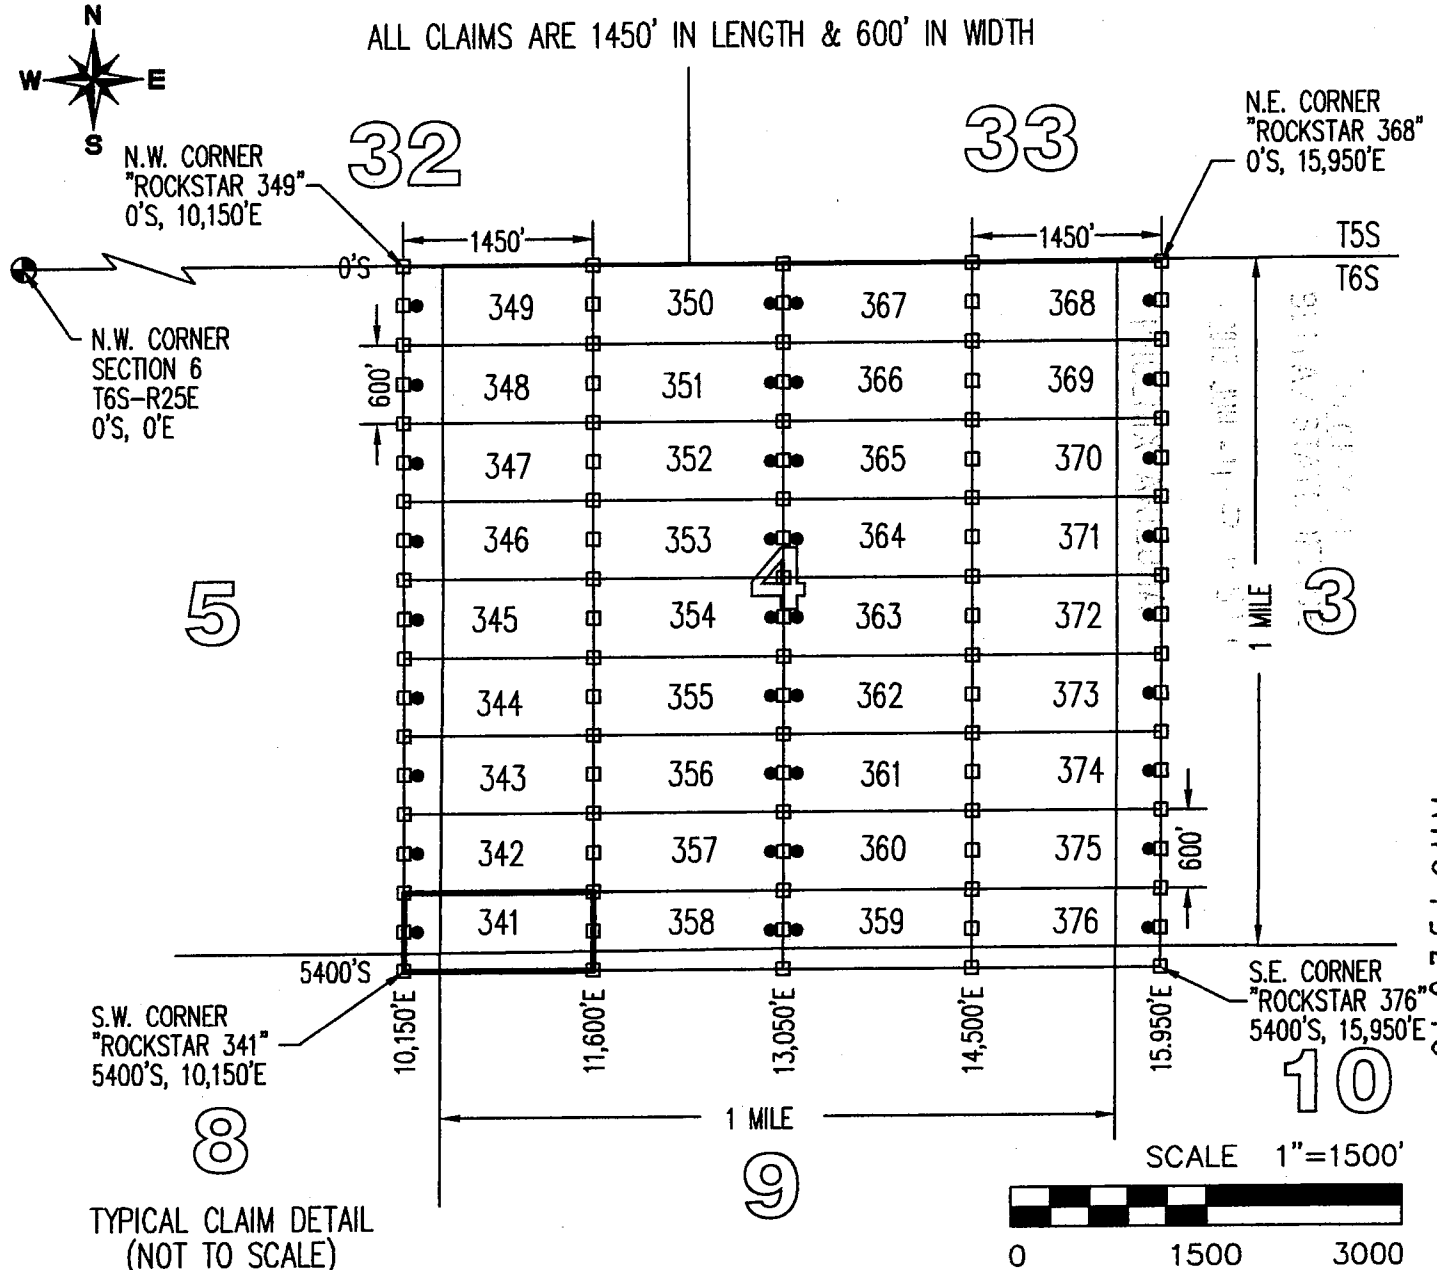 ALL CLAIMS ARE 1450' IN LENGTH & 600' IN WIDTH
N
W E
S
32
33
N.W. CORNER
"ROCKSTAR 349"
0'S, 10,150'E
N.E. CORNER
"ROCKSTAR 368"
0'S, 15,950'E
1450'
1450'
T5S
T6S
0'S
N.W. CORNER
SECTION 6
T6S-R25E
0'S, 0'E
600'
349 350 367 368
348 351 366 369
347 352 365 370
346 353 364 371
4
5
3
345 354 363 372
1 MILE
344 355 362 373
343 356 361 374
342 357 360 375
600'
341 358 359 376
5400'S
S.W. CORNER
"ROCKSTAR 341"
5400'S, 10,150'E
10,150'E
11,600'E
13,050'E
14,500'E
15.950'E
S.E. CORNER
"ROCKSTAR 376"
5400'S, 15,950'E
10
1 MILE
8
9
SCALE 1"=1500'
0 1500 3000
TYPICAL CLAIM DETAIL
(NOT TO SCALE)